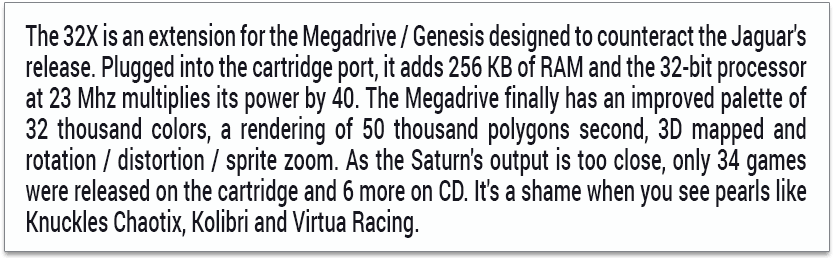 The 32X is an extension for the Megadrive / Genesis designed to counteract the Jaguar's
release. Plugged into the cartridge port, it adds 256 KB of RAM and the 32-bit processor
at 23 Mhz multiplies its power by 40. The Megadrive finally has an improved palette of
32 thousand colors, a rendering of 50 thousand polygons second, 3D mapped and
rotation / distortion / sprite zoom. As the Saturn's output is too close, only 34 games
were released on the cartridge and 6 more on CD. It's a shame when you see pearls like
Knuckles Chaotix, Kolibri and Virtua Racing.